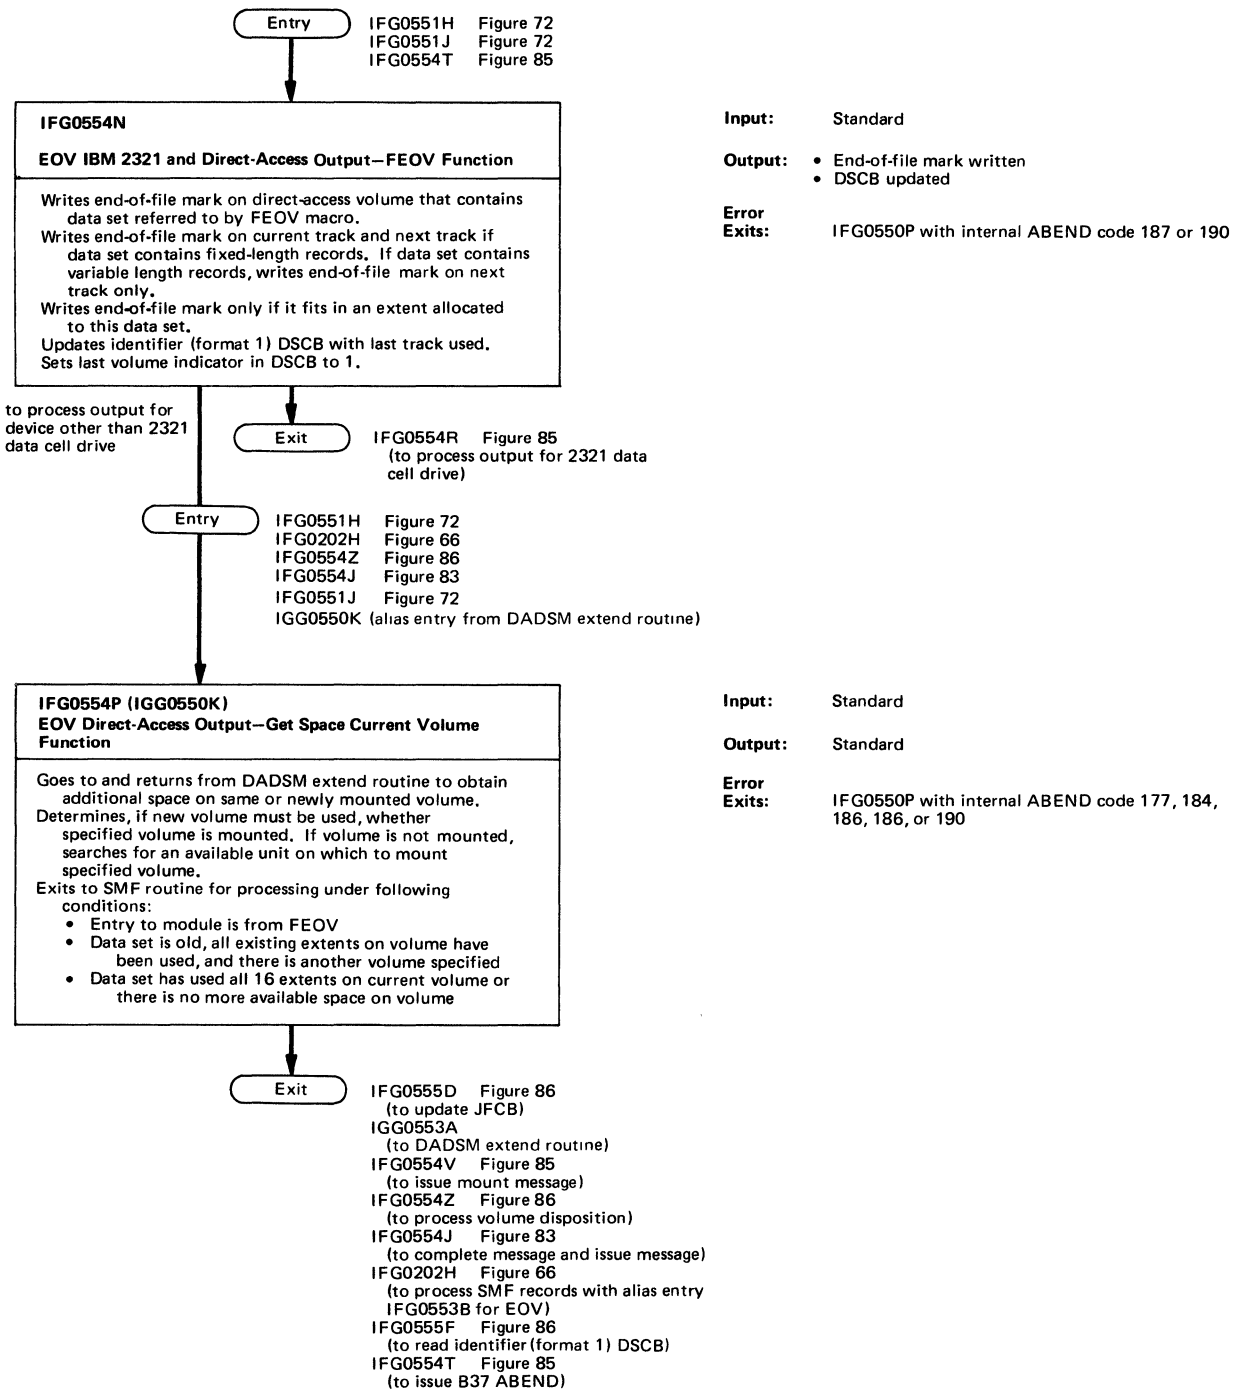 Entry
IFG0551H Figure 72
IFG0551J Figure 72
IFG0554T Figure 85
IFG0554N
EOV IBM 2321 and Direct-Access Output—FEOV Function
Writes end-of-file mark on direct-access volume that contains
data set referred to by FEOV macro.
Writes end-of-file mark on current track and next track if
data set contains fixed-length records. If data set contains
variable length records, writes end-of-file mark on next
track only.
Writes end-of-file mark only if it fits in an extent allocated
to this data set.
Updates identifier (format 1) DSCB with last track used.
Sets last volume indicator in DSCB to 1.
Input: Standard
Output: • End-of-file mark written
• DSCB updated
Error
Exits: IFG0550P with internal ABEND code 187 or 190
to process output for
device other than 2321
data cell drive
Exit
IFG0554R Figure 85
(to process output for 2321 data
cell drive)
Entry
IFG0551H Figure 72
IFG0202H Figure 66
IFG0554Z Figure 86
IFG0554J Figure 83
IFG0551J Figure 72
IGG0550K (alias entry from DADSM extend routine)
IFG0554P (IGG0550K)
EOV Direct-Access Output—Get Space Current Volume
Function
Goes to and returns from DADSM extend routine to obtain
additional space on same or newly mounted volume.
Determines, if new volume must be used, whether
specified volume is mounted. If volume is not mounted,
searches for an available unit on which to mount
specified volume.
Exits to SMF routine for processing under following
conditions:
• Entry to module is from FEOV
• Data set is old, all existing extents on volume have
been used, and there is another volume specified
• Data set has used all 16 extents on current volume or
there is no more available space on volume
Input: Standard
Output: Standard
Error
Exits: IFG0550P with internal ABEND code 177, 184,
186, 186, or 190
Exit
IFG0555D Figure 86
(to update JFCB)
IGG0553A
(to DADSM extend routine)
IFG0554V Figure 85
(to issue mount message)
IFG0554Z Figure 86
(to process volume disposition)
IFG0554J Figure 83
(to complete message and issue message)
IFG0202H Figure 66
(to process SMF records with alias entry
IFG0553B for EOV)
IFG0555F Figure 86
(to read identifier (format 1) DSCB)
IFG0554T Figure 85
(to issue B37 ABEND)